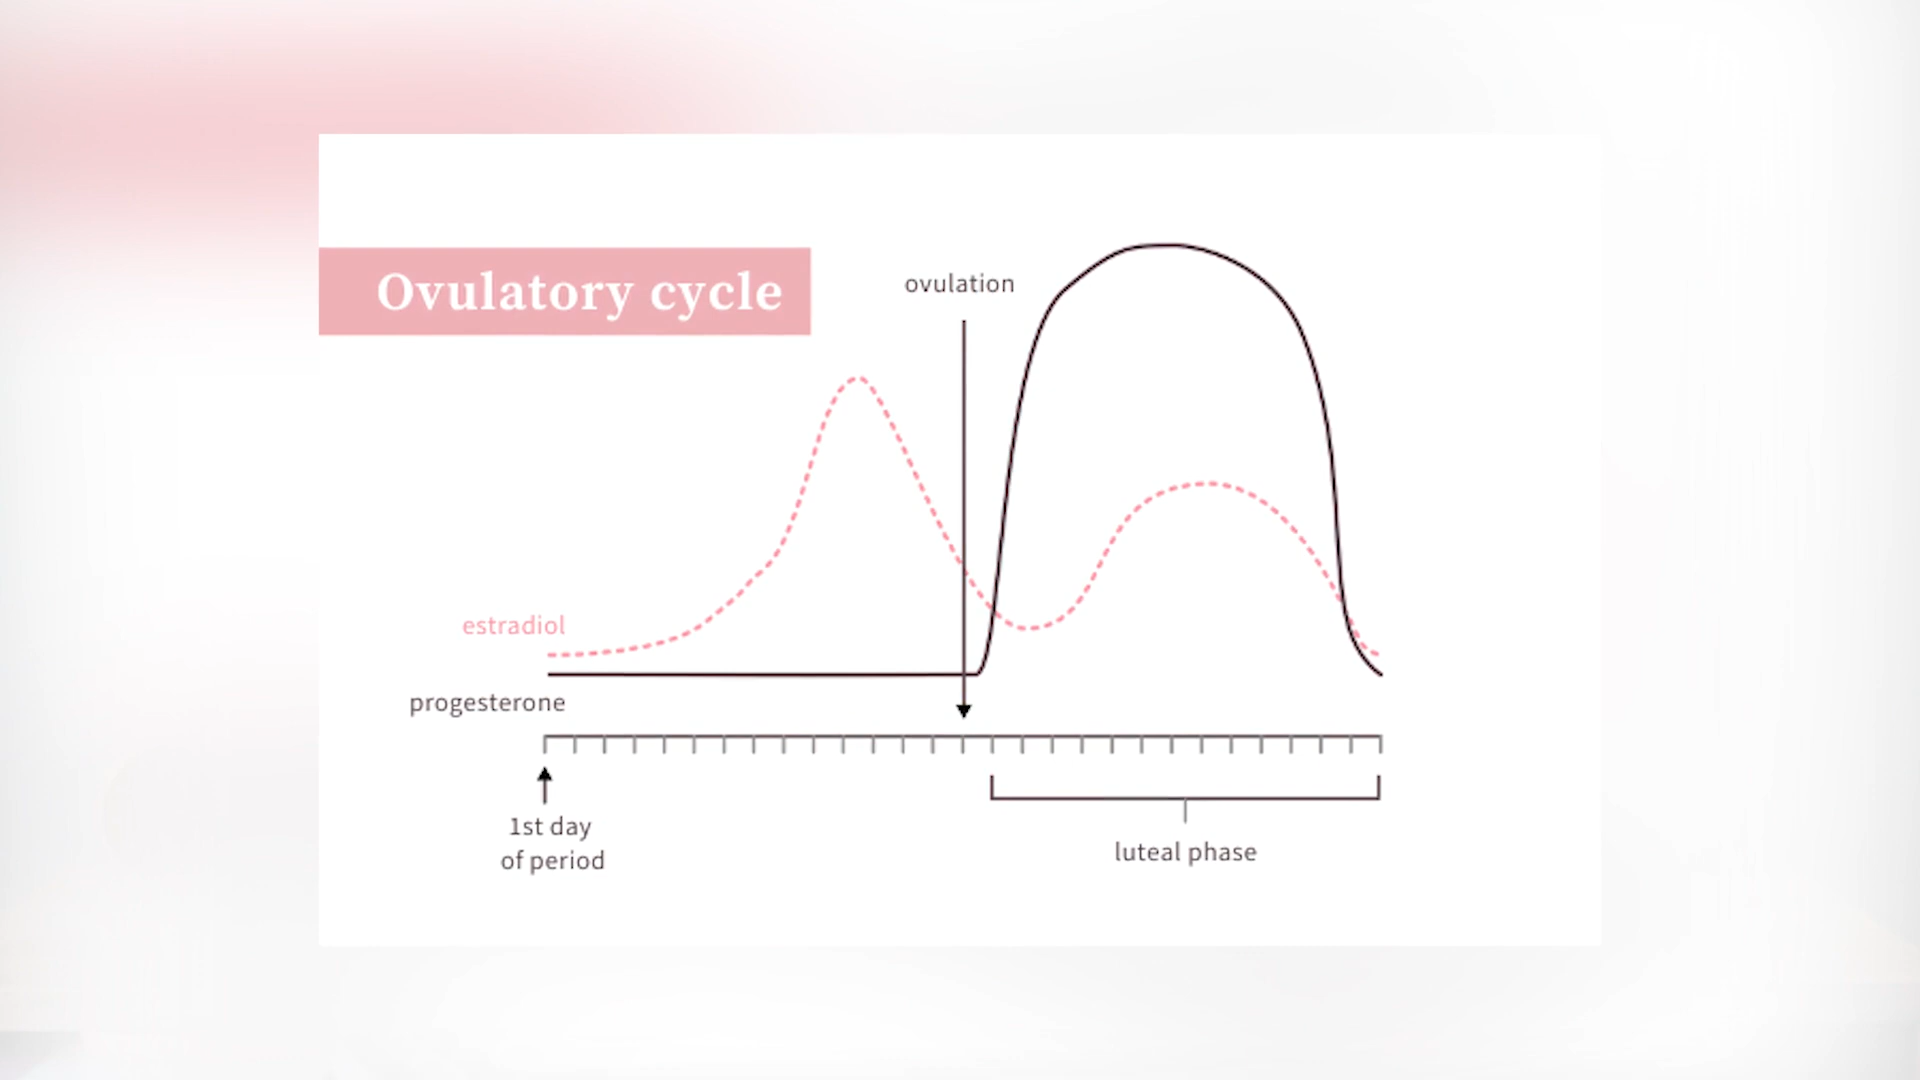 Ovulatory cycle
ovulation
estradiol
progesterone
1st day
of period
luteal phase